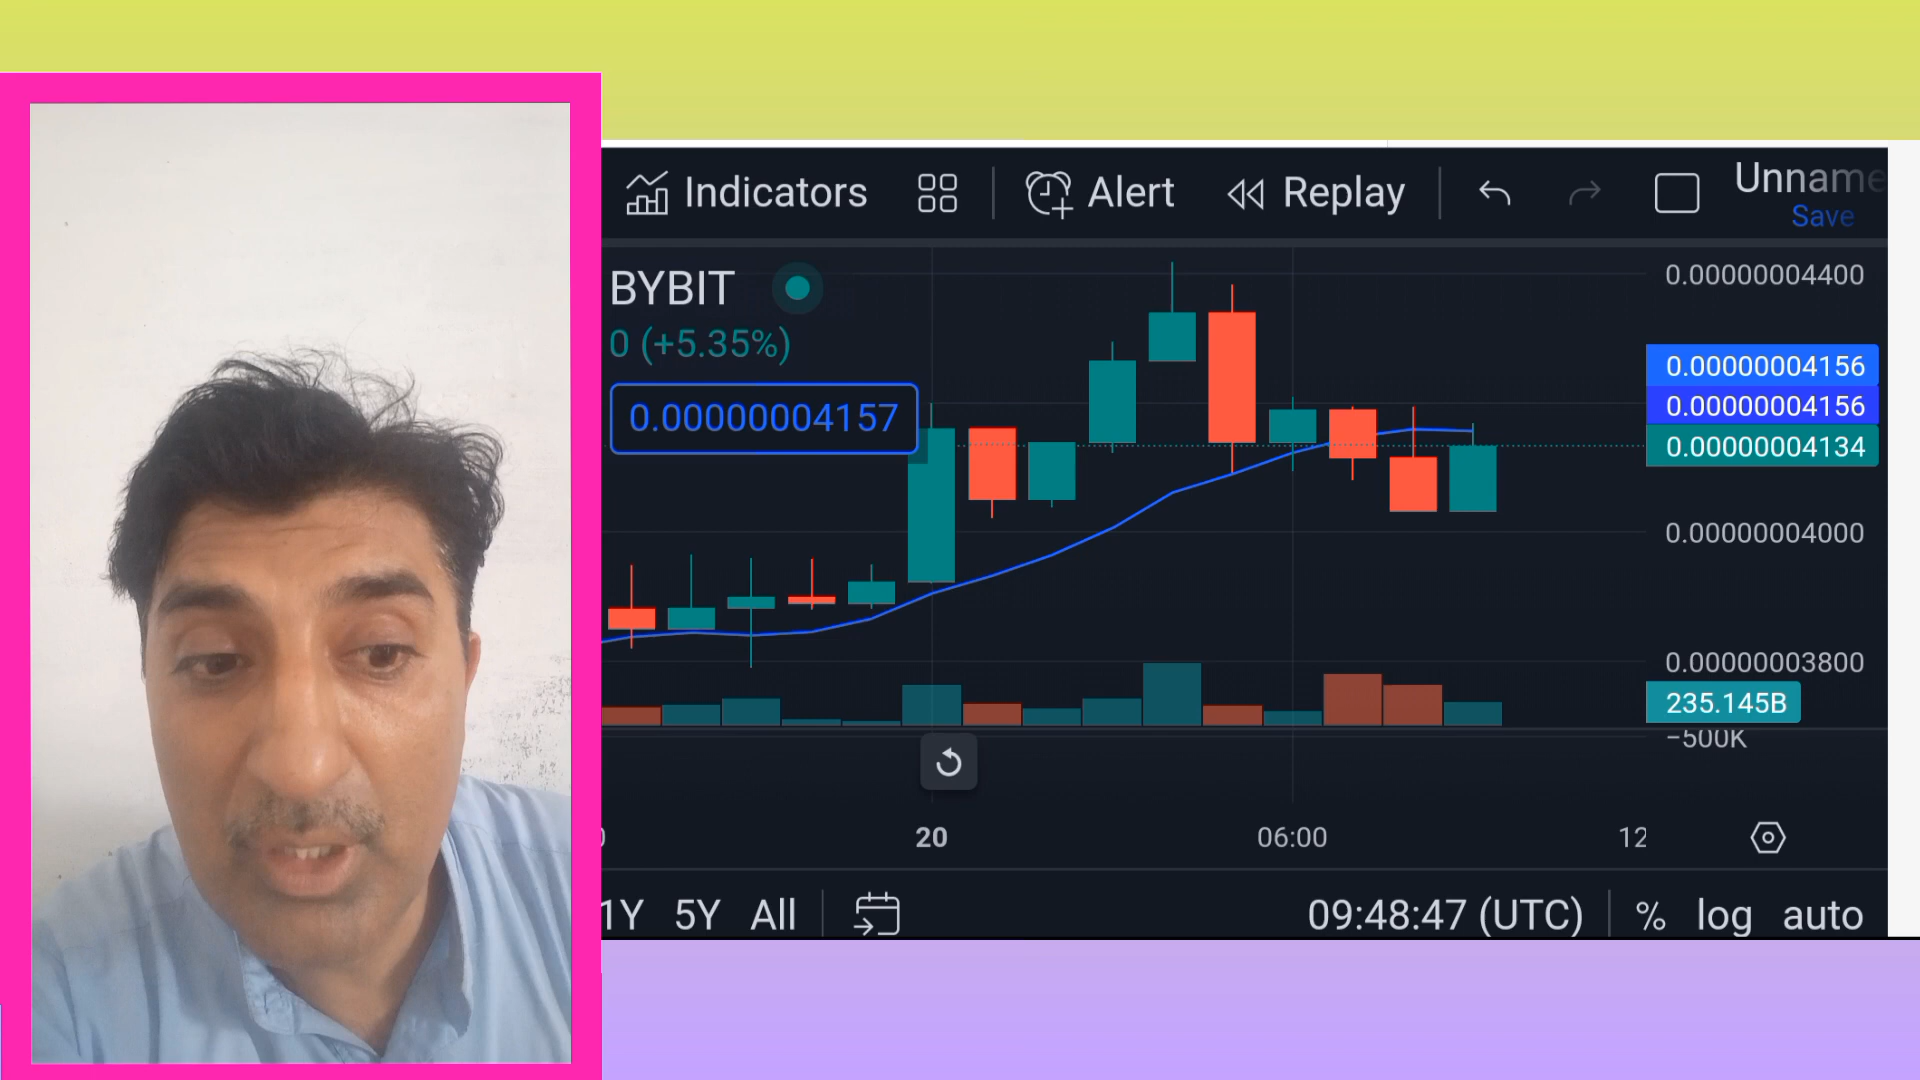 Indicators Alert Replay Unname
Save
BYBIT
0 (+5.35%)
0.00000004157
0.00000004400
0.00000004156
0.00000004156
0.00000004134
0.00000004000
0.00000003800
235.145B
−500K
20 06:00 12
1Y 5Y All 09:48:47 (UTC) % log auto